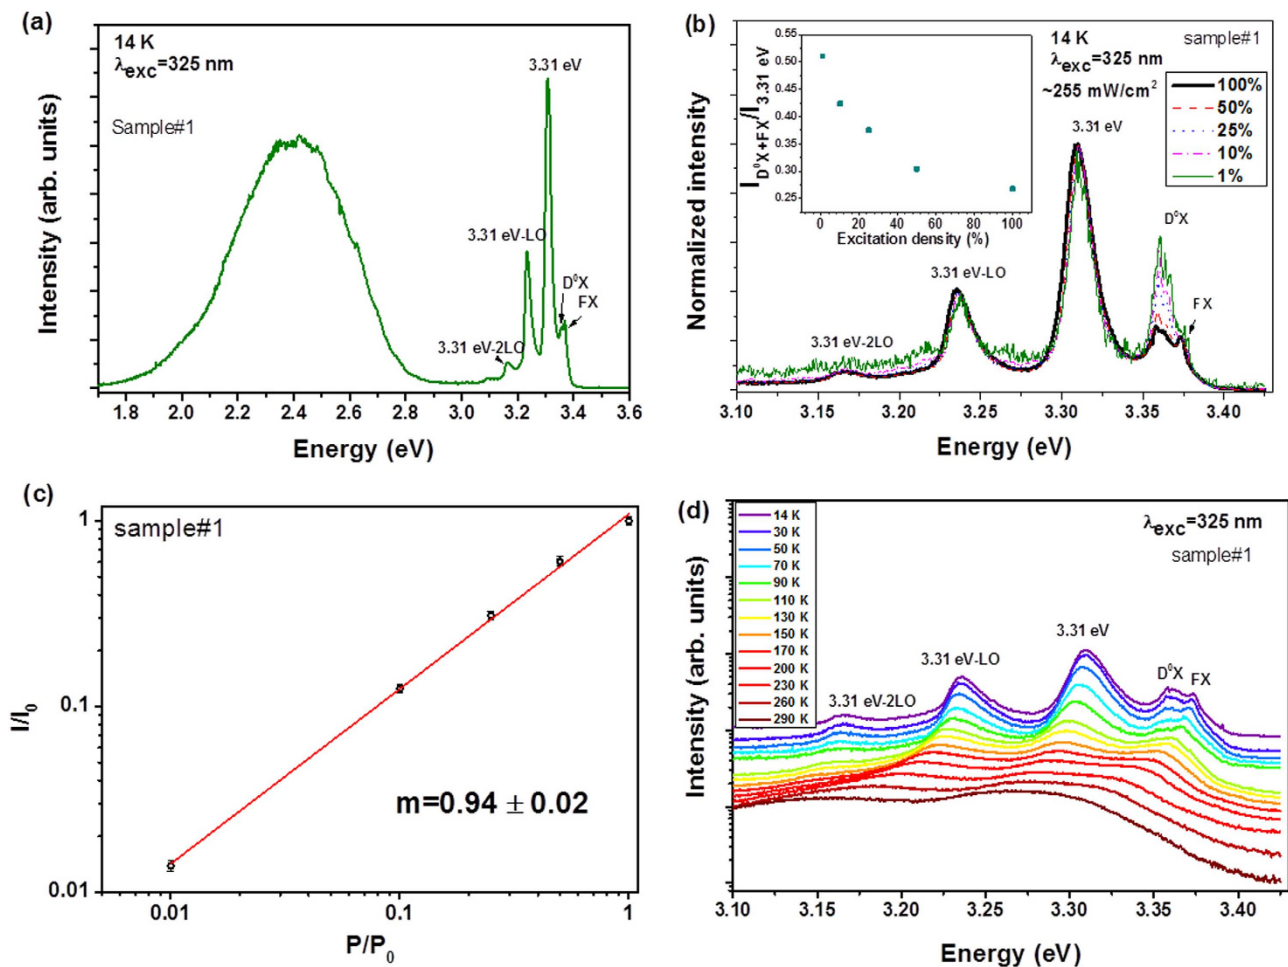 (a)
14 K
λexc=325 nm
Sample#1
3.31 eV
3.31 eV-LO
D⁰X
FX
3.31 eV-2LO
Intensity (arb. units)
2.0 2.2 2.4 2.6 2.8 3.0 3.2 3.4 3.6
Energy (eV)
(b)
14 K
λexc=325 nm
~255 mW/cm²
sample#1
100%
50%
25%
10%
1%
I D⁰X+FX/I 3.31 eV
0.55
0.50
0.45
0.40
0.35
0.30
0.25
0 20 40 60 80 100
Excitation density (%)
3.31 eV
D⁰X
FX
3.31 eV-LO
3.31 eV-2LO
Normalized intensity
3.10 3.15 3.20 3.25 3.30 3.35 3.40
Energy (eV)
(c)
sample#1
m=0.94 ± 0.02
I/I₀
1
0.1
0.01
0.01 0.1 1
P/P₀
(d)
λexc=325 nm
sample#1
14 K
30 K
50 K
70 K
90 K
110 K
130 K
150 K
170 K
200 K
230 K
260 K
290 K
3.31 eV
3.31 eV-LO
D⁰X
FX
3.31 eV-2LO
Intensity (arb. units)
3.10 3.15 3.20 3.25 3.30 3.35 3.40
Energy (eV)